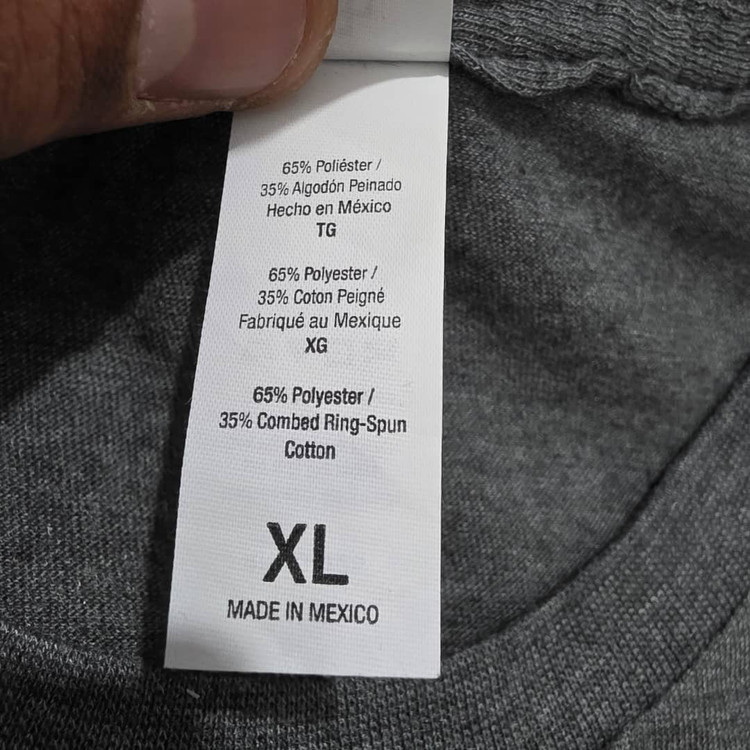 65% Poliéster /
35% Algodón Peinado
Hecho en México
TG
65% Polyester /
35% Coton Peigné
Fabriqué au Mexique
XG
65% Polyester /
35% Combed Ring-Spun
Cotton
XL
MADE IN MEXICO